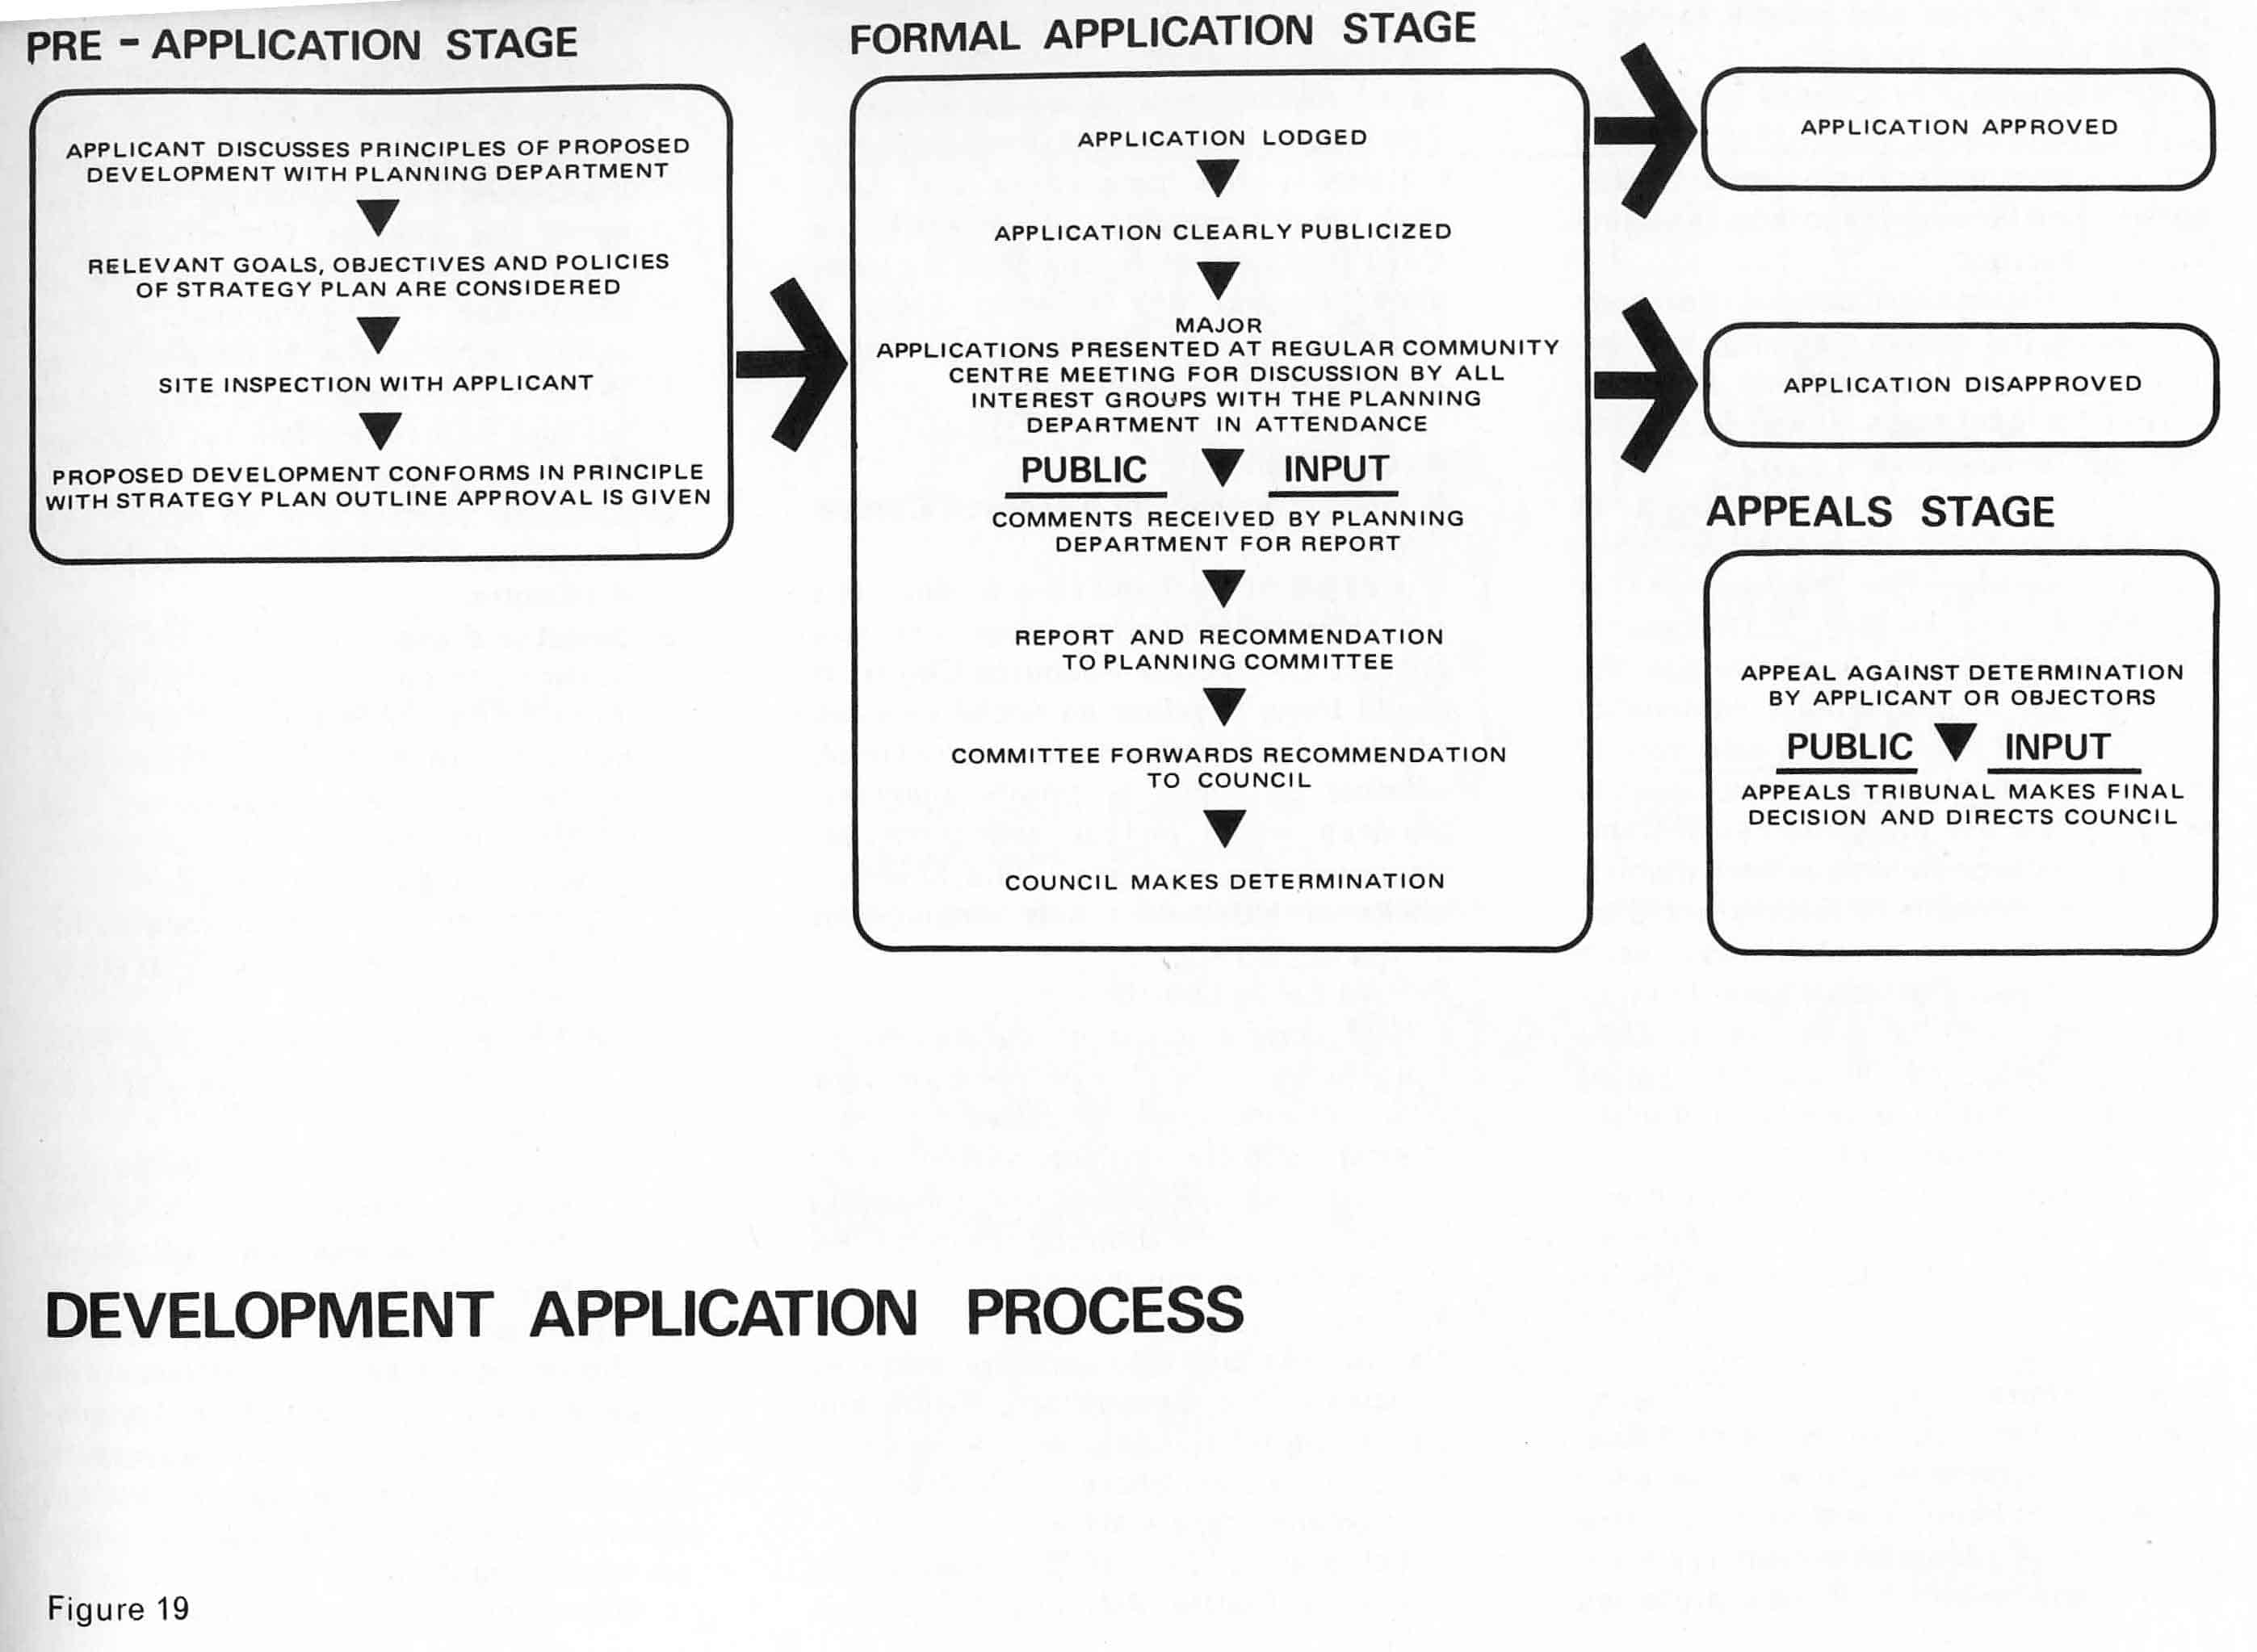 PRE - APPLICATION STAGE
APPLICANT DISCUSSES PRINCIPLES OF PROPOSED
DEVELOPMENT WITH PLANNING DEPARTMENT
RELEVANT GOALS, OBJECTIVES AND POLICIES
OF STRATEGY PLAN ARE CONSIDERED
SITE INSPECTION WITH APPLICANT
PROPOSED DEVELOPMENT CONFORMS IN PRINCIPLE
WITH STRATEGY PLAN OUTLINE APPROVAL IS GIVEN
FORMAL APPLICATION STAGE
APPLICATION LODGED
APPLICATION CLEARLY PUBLICIZED
MAJOR
APPLICATIONS PRESENTED AT REGULAR COMMUNITY
CENTRE MEETING FOR DISCUSSION BY ALL
INTEREST GROUPS WITH THE PLANNING
DEPARTMENT IN ATTENDANCE
PUBLIC INPUT
COMMENTS RECEIVED BY PLANNING
DEPARTMENT FOR REPORT
REPORT AND RECOMMENDATION
TO PLANNING COMMITTEE
COMMITTEE FORWARDS RECOMMENDATION
TO COUNCIL
COUNCIL MAKES DETERMINATION
APPLICATION APPROVED
APPLICATION DISAPPROVED
APPEALS STAGE
APPEAL AGAINST DETERMINATION
BY APPLICANT OR OBJECTORS
PUBLIC INPUT
APPEALS TRIBUNAL MAKES FINAL
DECISION AND DIRECTS COUNCIL
DEVELOPMENT APPLICATION PROCESS
Figure 19